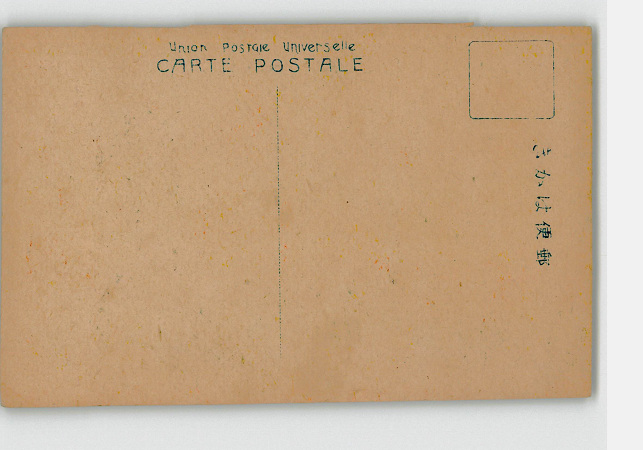 Union Postale Universelle
CARTE POSTALE
郵便はかき